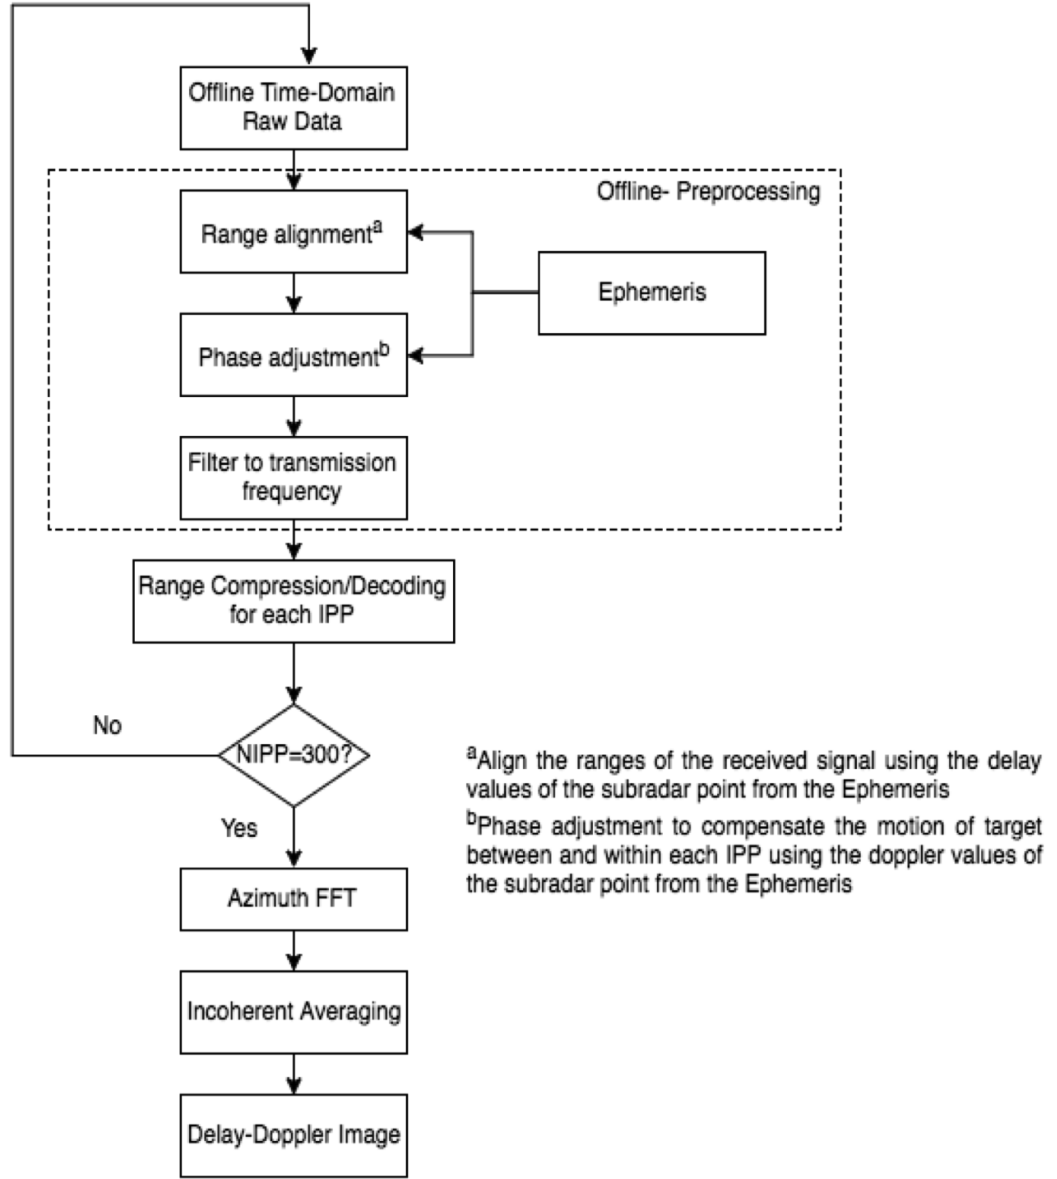 Offline Time-Domain
Raw Data
Offline- Preprocessing
Range alignmentᵃ
Ephemeris
Phase adjustmentᵇ
Filter to transmission
frequency
Range Compression/Decoding
for each IPP
No
NIPP=300?
Yes
ᵃAlign the ranges of the received signal using the delay
values of the subradar point from the Ephemeris
ᵇPhase adjustment to compensate the motion of target
between and within each IPP using the doppler values of
the subradar point from the Ephemeris
Azimuth FFT
Incoherent Averaging
Delay-Doppler Image